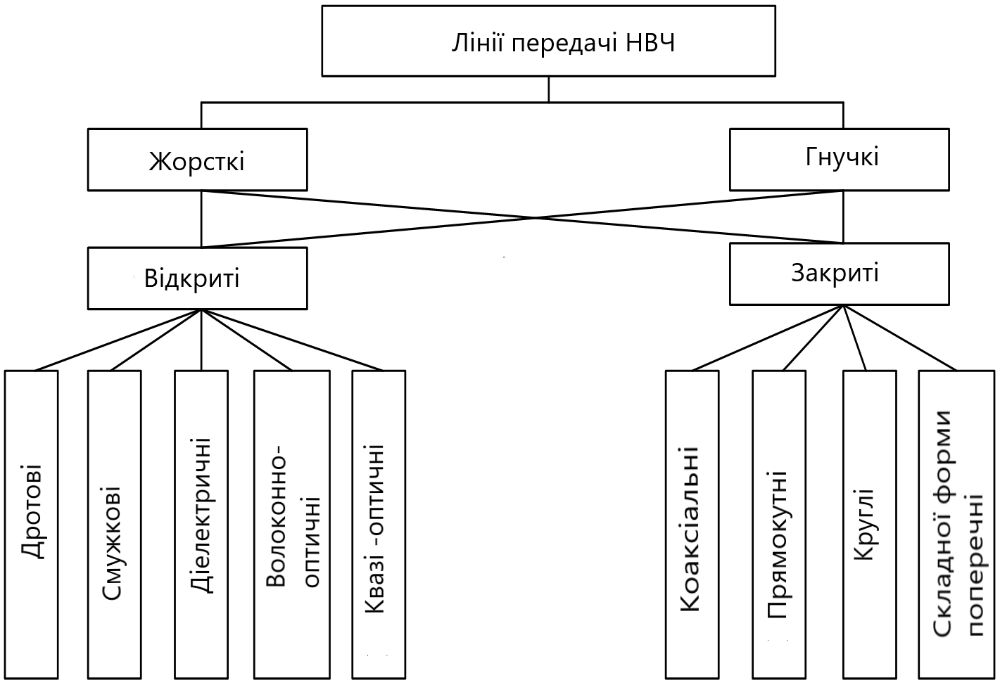 Лінії передачі НВЧ
Жорсткі
Гнучкі
Відкриті
Закриті
Дротові
Смужкові
Діелектричні
Волоконно-
оптичні
Квазі -оптичні
Коаксіальні
Прямокутні
Круглі
Складної форми
поперечні